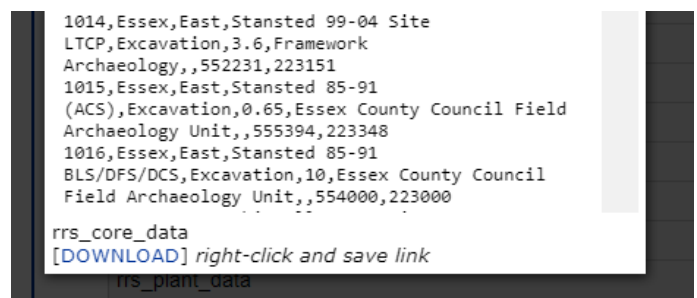 1014,Essex,East,Stansted 99-04 Site
LTCP,Excavation,3.6,Framework
Archaeology,,552231,223151
1015,Essex,East,Stansted 85-91
(ACS),Excavation,0.65,Essex County Council Field
Archaeology Unit,,555394,223348
1016,Essex,East,Stansted 85-91
BLS/DFS/DCS,Excavation,10,Essex County Council
Field Archaeology Unit,,554000,223000
rrs_core_data
[DOWNLOAD] right-click and save link
rrs_plant_data